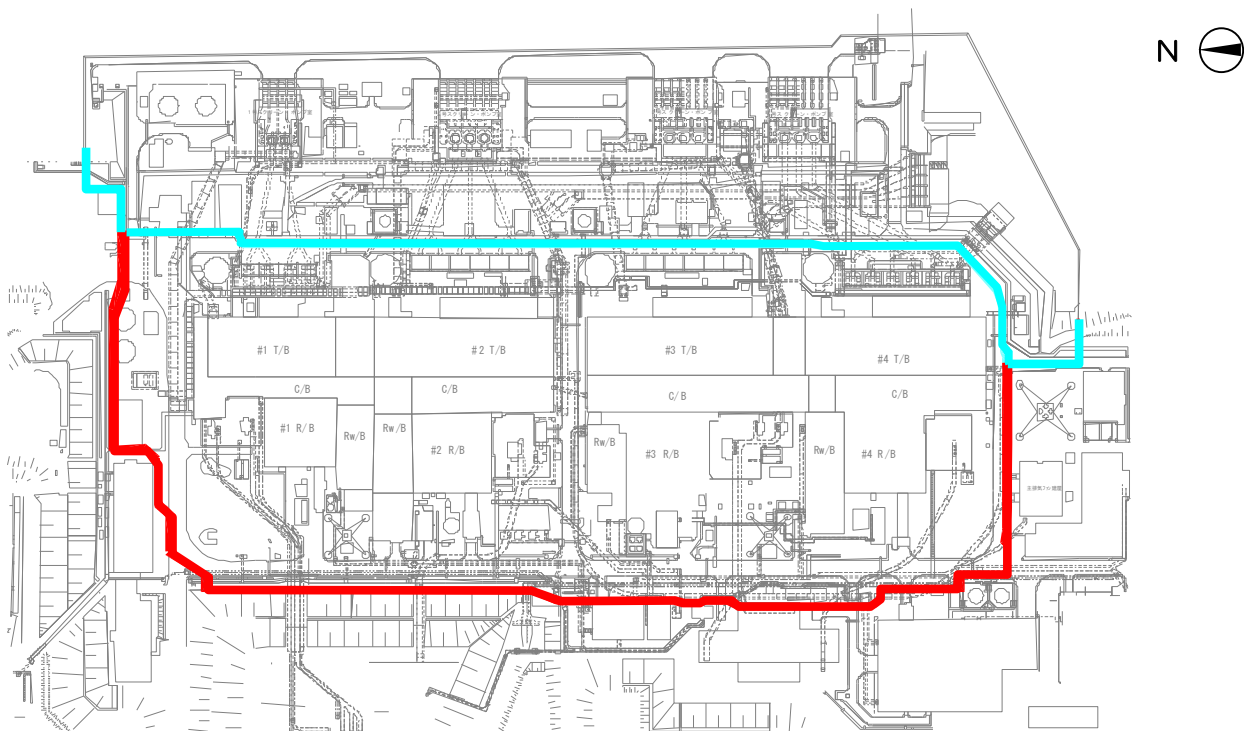 N
#1 T/B
#2 T/B
#3 T/B
#4 T/B
C/B
C/B
C/B
C/B
#1 R/B
Rw/B
Rw/B
#2 R/B
Rw/B
#3 R/B
Rw/B
#4 R/B